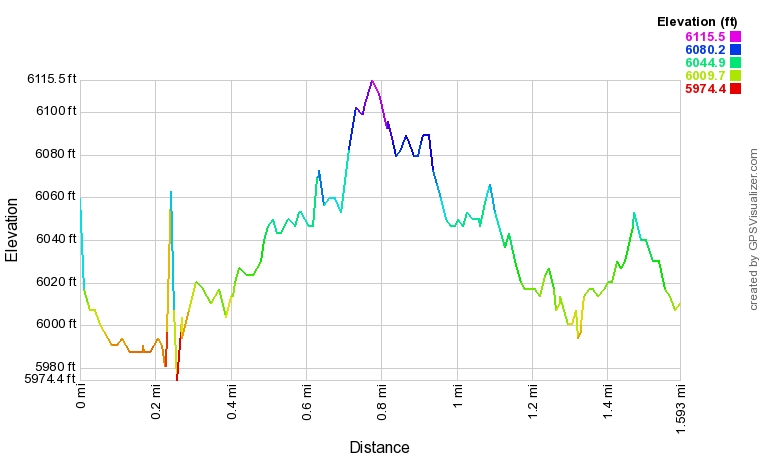 Elevation (ft)
6115.5
6080.2
6044.9
6009.7
5974.4
6115.5 ft
6100 ft
6080 ft
6060 ft
6040 ft
6020 ft
6000 ft
5980 ft
5974.4 ft
Elevation
0 mi
0.2 mi
0.4 mi
0.6 mi
0.8 mi
1 mi
1.2 mi
1.4 mi
1.593 mi
Distance
created by GPSVisualizer.com